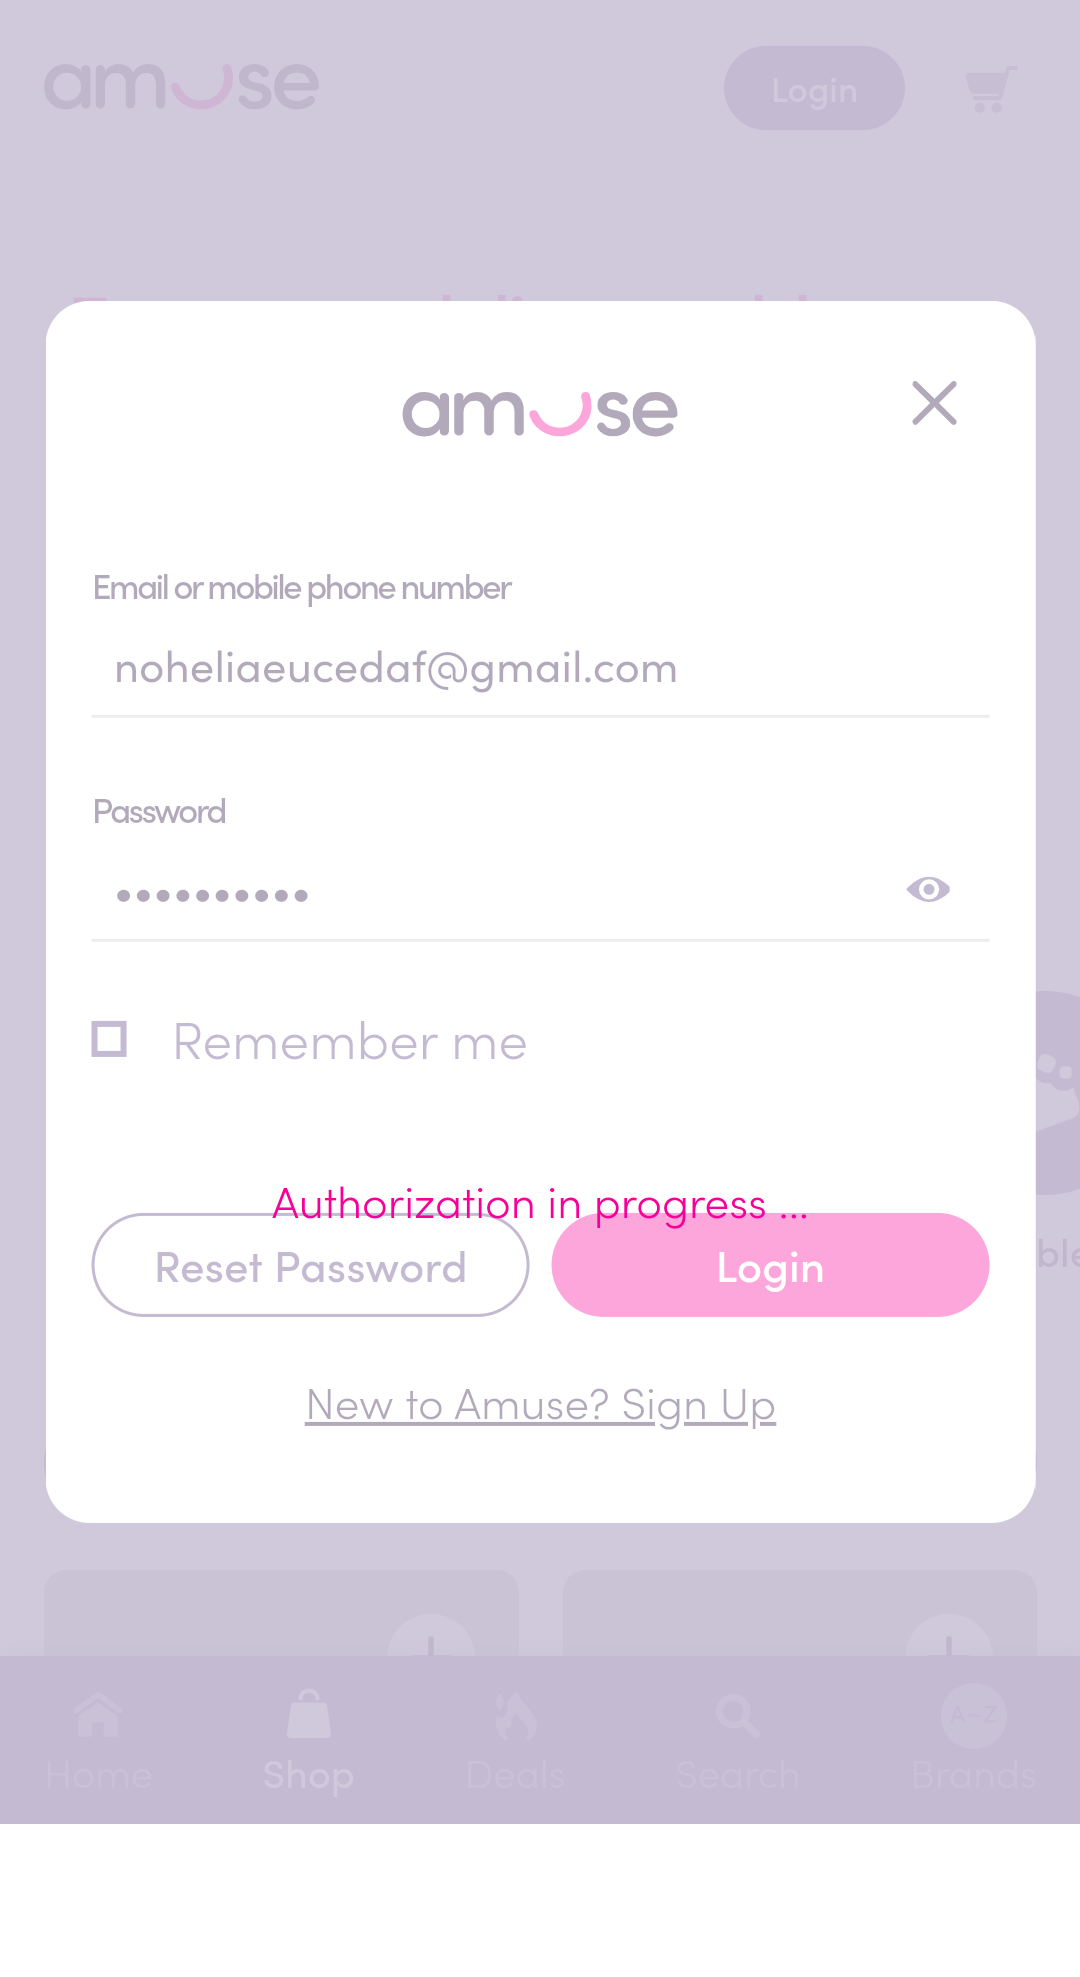 amuse
Login
amuse
Email or mobile phone number
noheliaeucedaf@gmail.com
Password
••••••••••
Remember me
Authorization in progress ...
Reset Password
Login
New to Amuse? Sign Up
A-Z
Home
Shop
Deals
Search
Brands